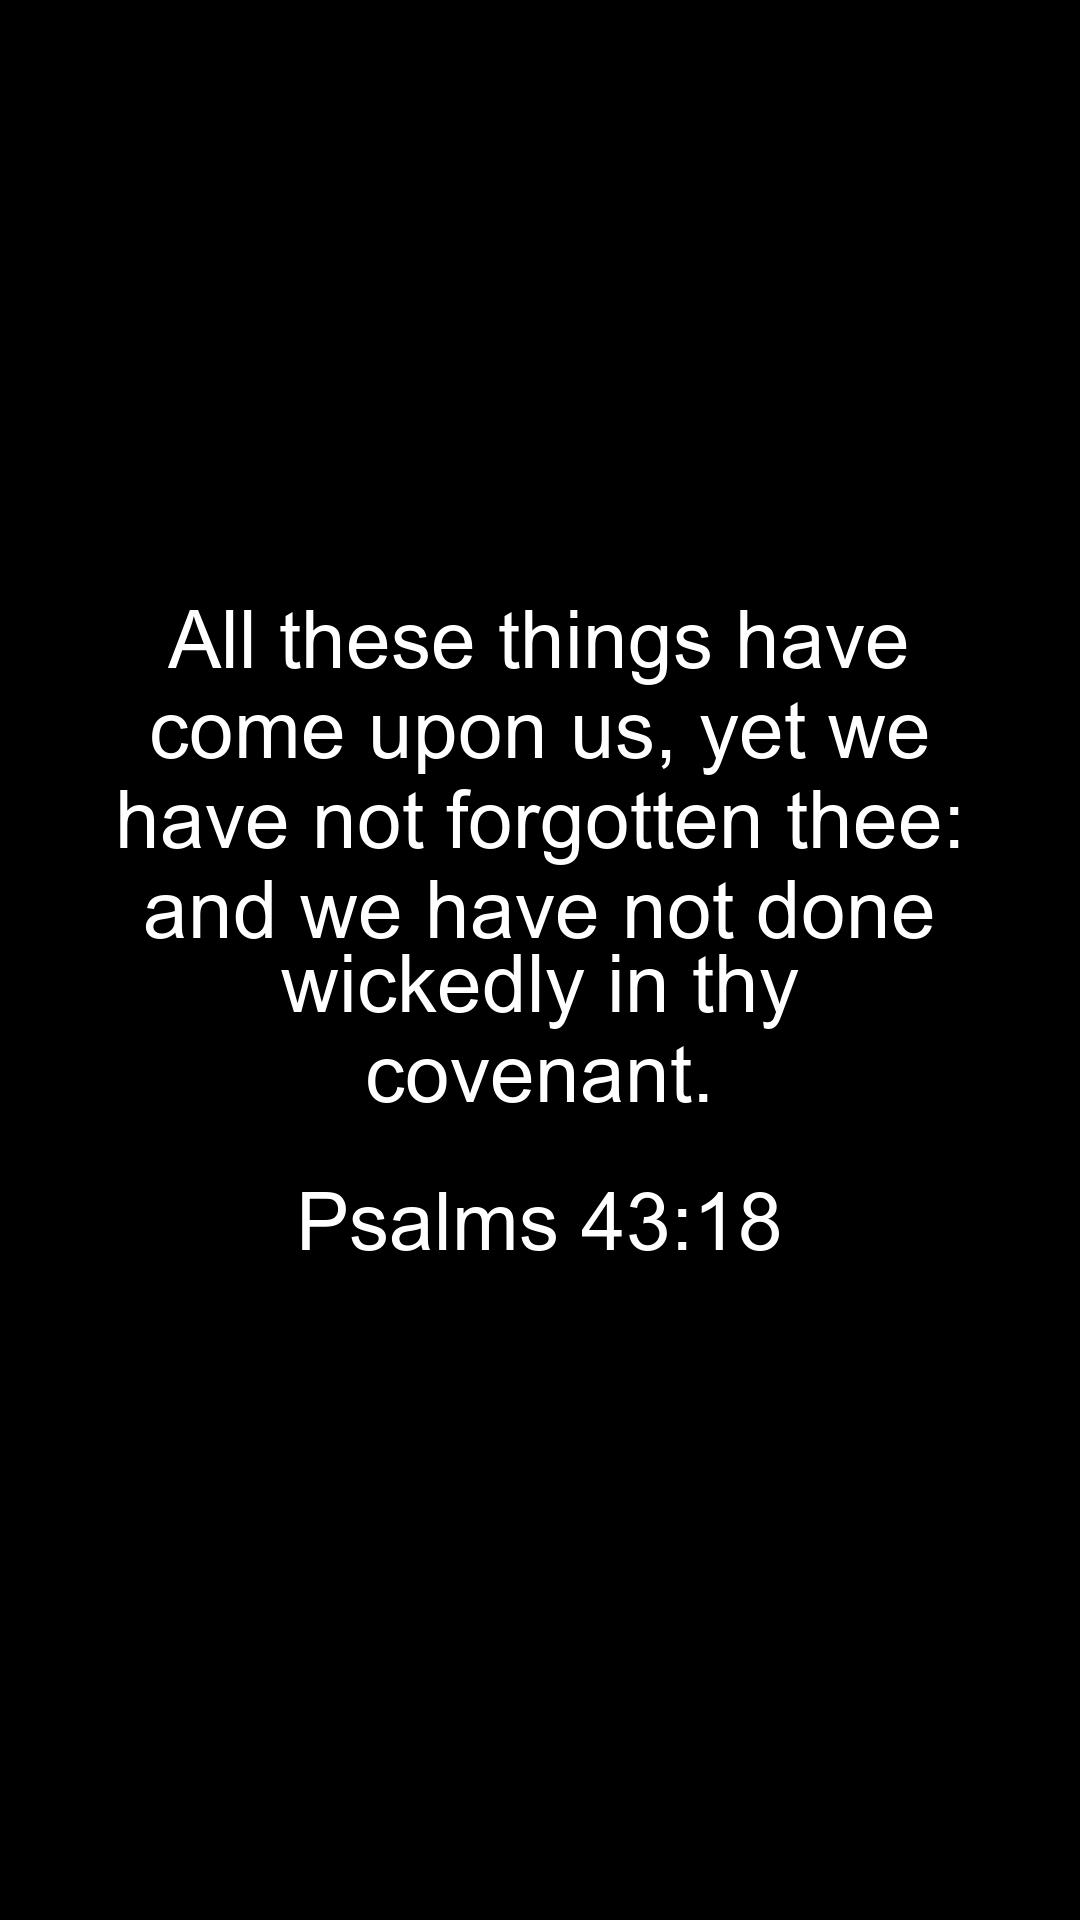 All these things have
come upon us, yet we
have not forgotten thee:
and we have not done
wickedly in thy
covenant.
Psalms 43:18